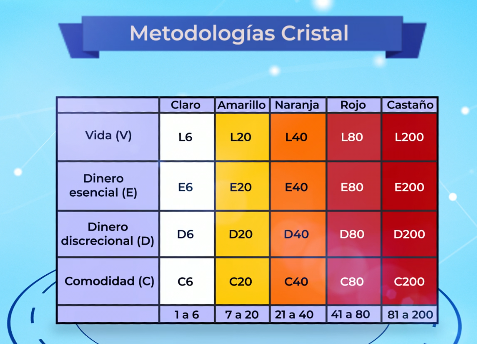 Metodologías Cristal
Claro Amarillo Naranja Rojo Castaño
Vida (V) L6 L20 L40 L80 L200
Dinero
esencial (E) E6 E20 E40 E80 E200
Dinero
discrecional (D) D6 D20 D40 D80 D200
Comodidad (C) C6 C20 C40 C80 C200
1 a 6 7 a 20 21 a 40 41 a 80 81 a 200